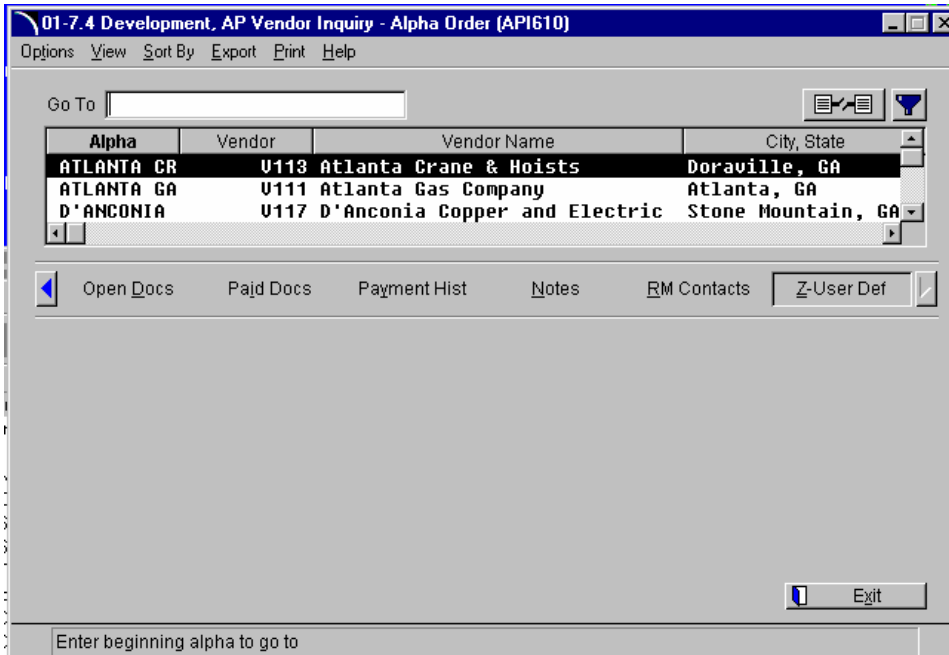 01-7.4 Development, AP Vendor Inquiry - Alpha Order (API610)
Options View Sort By Export Print Help
Go To
Alpha Vendor Vendor Name City, State
ATLANTA CR V113 Atlanta Crane & Hoists Doraville, GA
ATLANTA GA V111 Atlanta Gas Company Atlanta, GA
D'ANCONIA V117 D'Anconia Copper and Electric Stone Mountain, GA
Open Docs Paid Docs Payment Hist Notes RM Contacts Z-User Def
Exit
Enter beginning alpha to go to